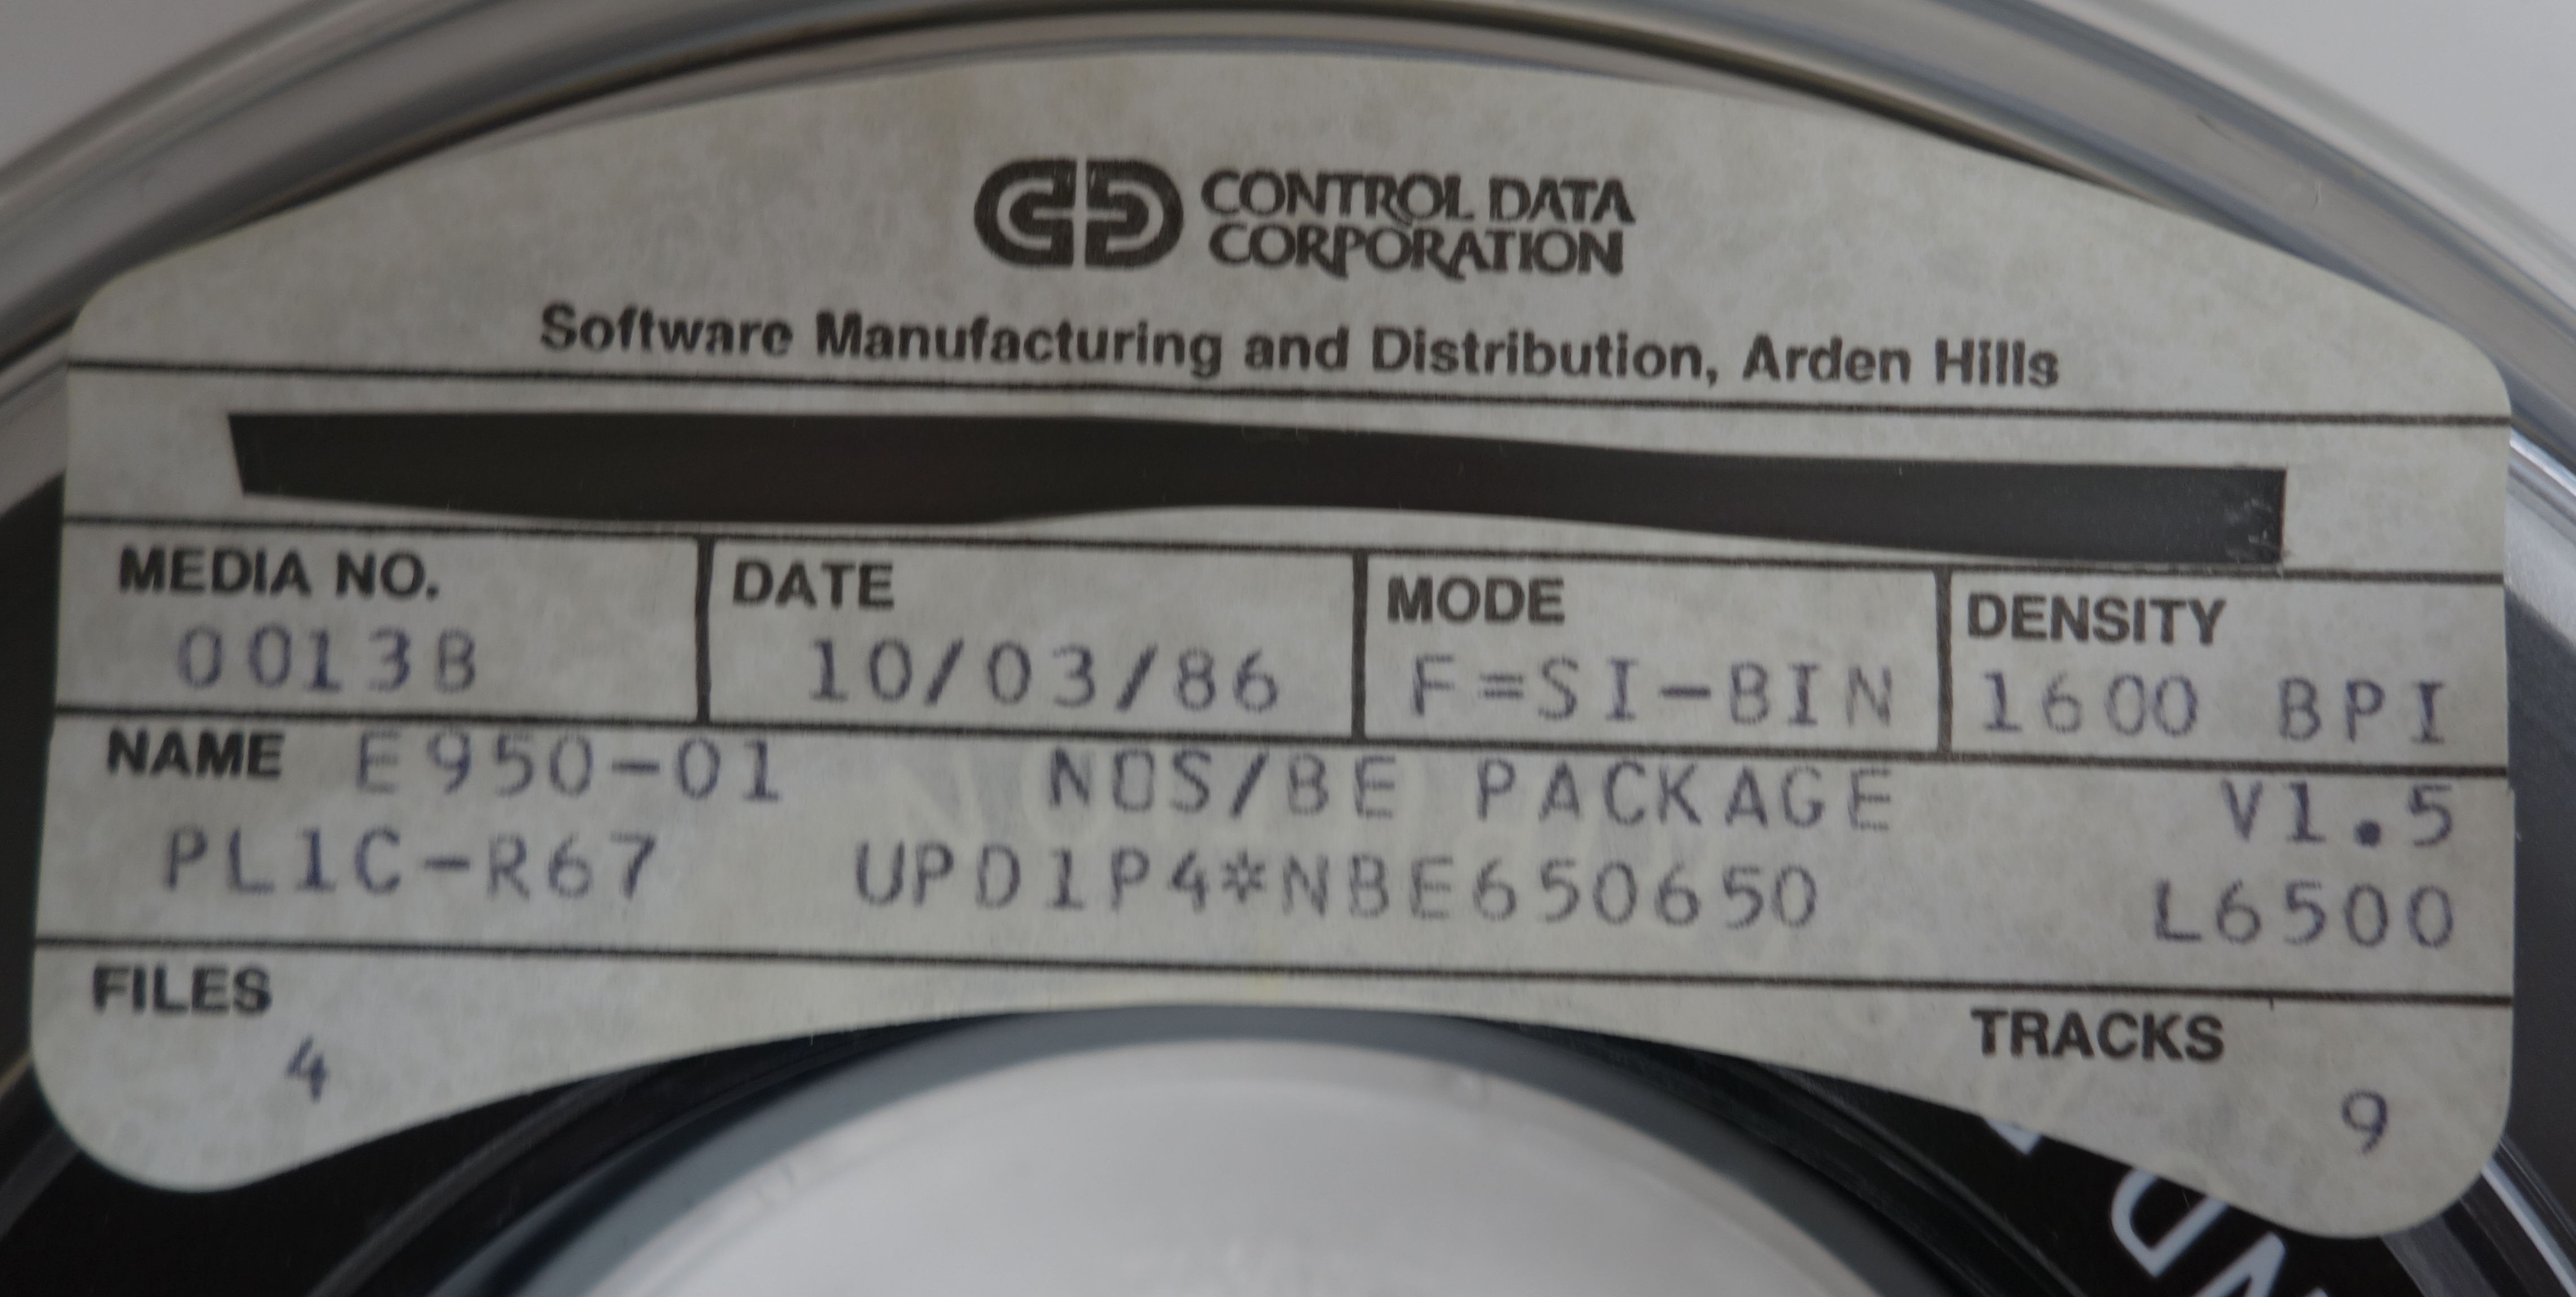 CONTROL DATA
CORPORATION
Software Manufacturing and Distribution, Arden Hills
MEDIA NO. DATE MODE DENSITY
0013B 10/03/86 F=SI-BIN 1600 BPI
NAME E950-01 NOS/BE PACKAGE V1.5
PL1C-R67 UPD1P4*NBE650650 L6500
FILES TRACKS
4 9